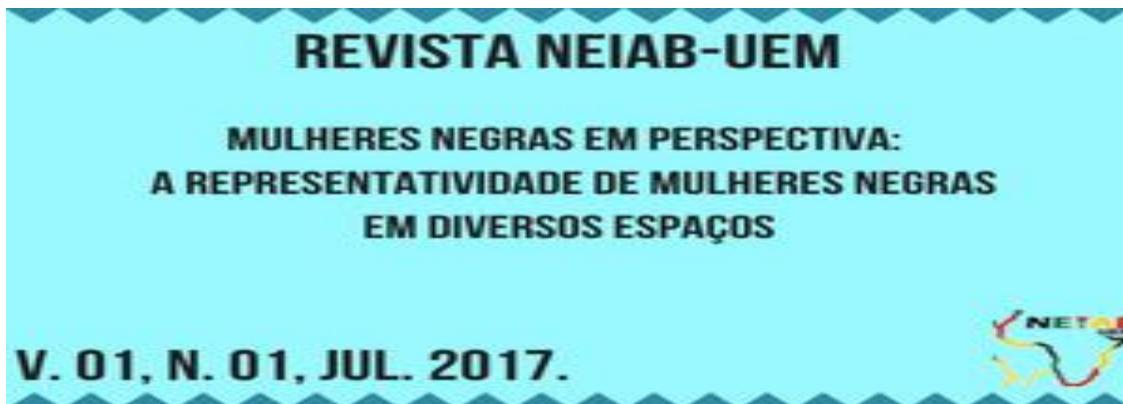 REVISTA NEIAB-UEM
MULHERES NEGRAS EM PERSPECTIVA:
A REPRESENTATIVIDADE DE MULHERES NEGRAS
EM DIVERSOS ESPAÇOS
V. 01, N. 01, JUL. 2017.